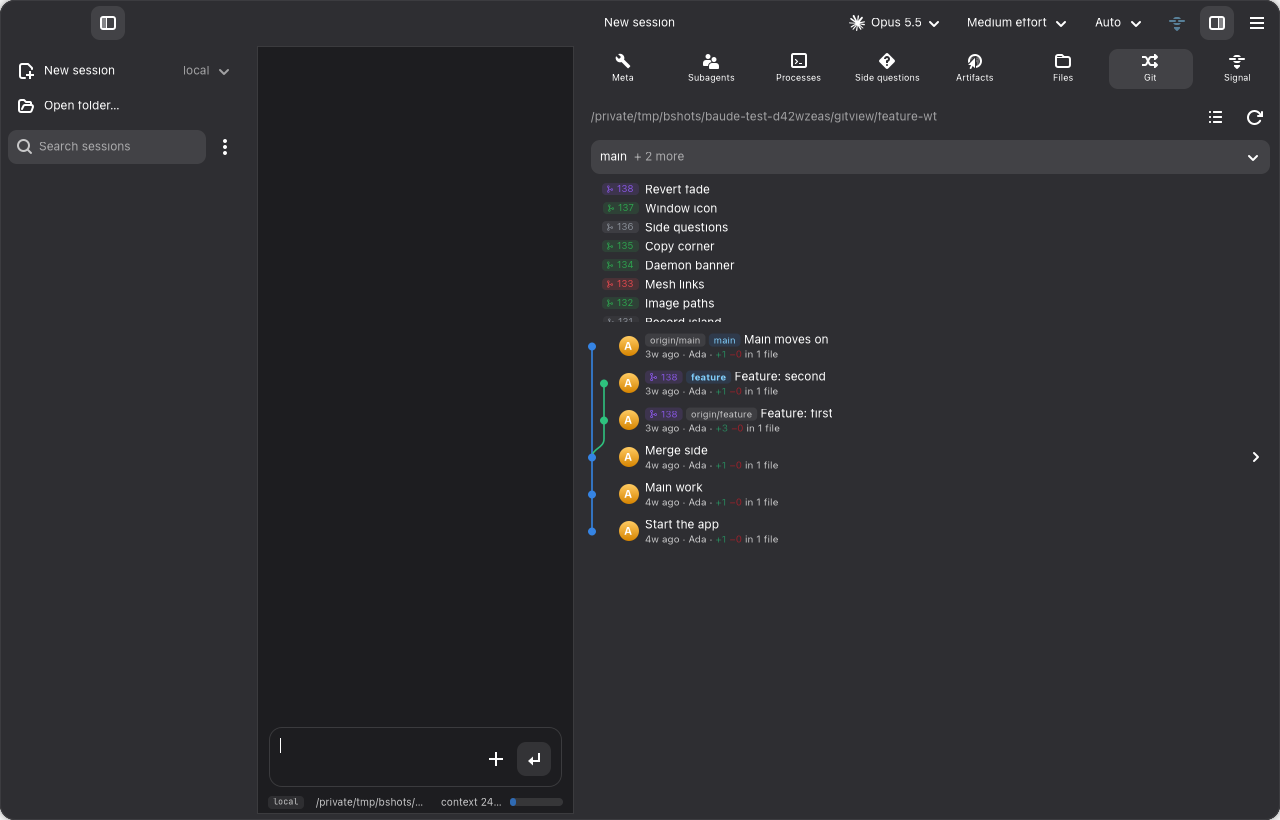 New session
Opus 5.5
Medium effort
Auto
New session
local
Open folder...
Search sessions
Meta
Subagents
Processes
Side questions
Artifacts
Files
Git
Signal
/private/tmp/bshots/baude-test-d42wzeas/gitview/feature-wt
main + 2 more
138 Revert fade
137 Window icon
136 Side questions
135 Copy corner
134 Daemon banner
133 Mesh links
132 Image paths
131 Record island
A origin/main main Main moves on
3w ago · Ada · +1 −0 in 1 file
A 138 feature Feature: second
3w ago · Ada · +1 −0 in 1 file
A 138 origin/feature Feature: first
3w ago · Ada · +3 −0 in 1 file
A Merge side
4w ago · Ada · +1 −0 in 1 file
A Main work
4w ago · Ada · +1 −0 in 1 file
A Start the app
4w ago · Ada · +1 −0 in 1 file
local /private/tmp/bshots/... context 24...